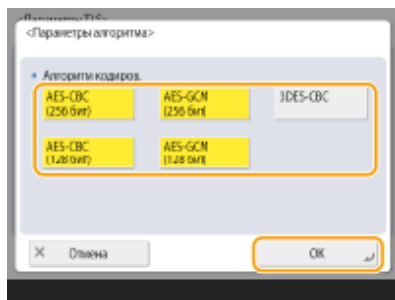 <Параметры TLS>
<Параметры алгоритма>
Алгоритм кодиров.
AES-CBC
(256 бит)
AES-GCM
(256 бит)
3DES-CBC
AES-CBC
(128 бит)
AES-GCM
(128 бит)
Отмена
OK